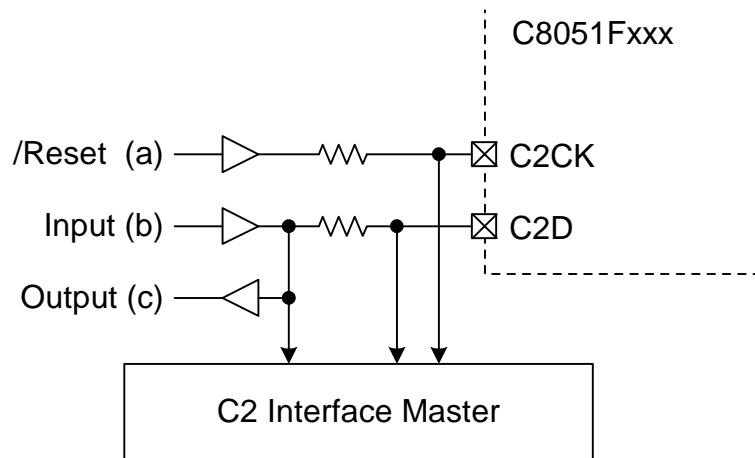 C8051Fxxx
/Reset (a)
C2CK
Input (b)
C2D
Output (c)
C2 Interface Master